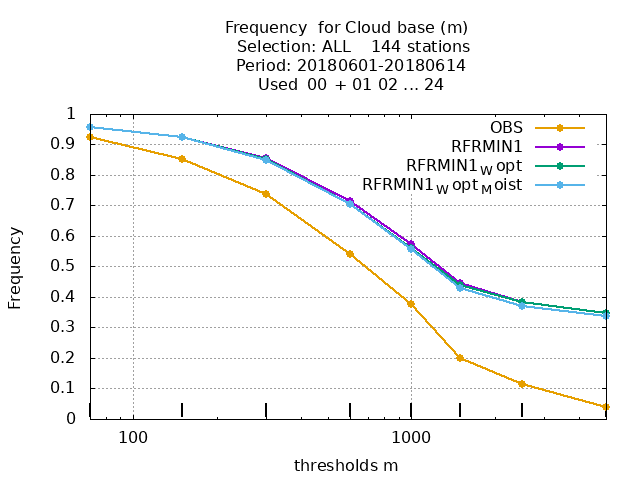 Frequency  for Cloud base (m)
Selection: ALL    144 stations
Period: 20180601-20180614
Used  00  + 01 02 ... 24
OBS
RFRMIN1
RFRMIN1Wopt
RFRMIN1WoptMoist
1
0.9
0.8
0.7
0.6
0.5
0.4
0.3
0.2
0.1
0
Frequency
100 1000
thresholds m